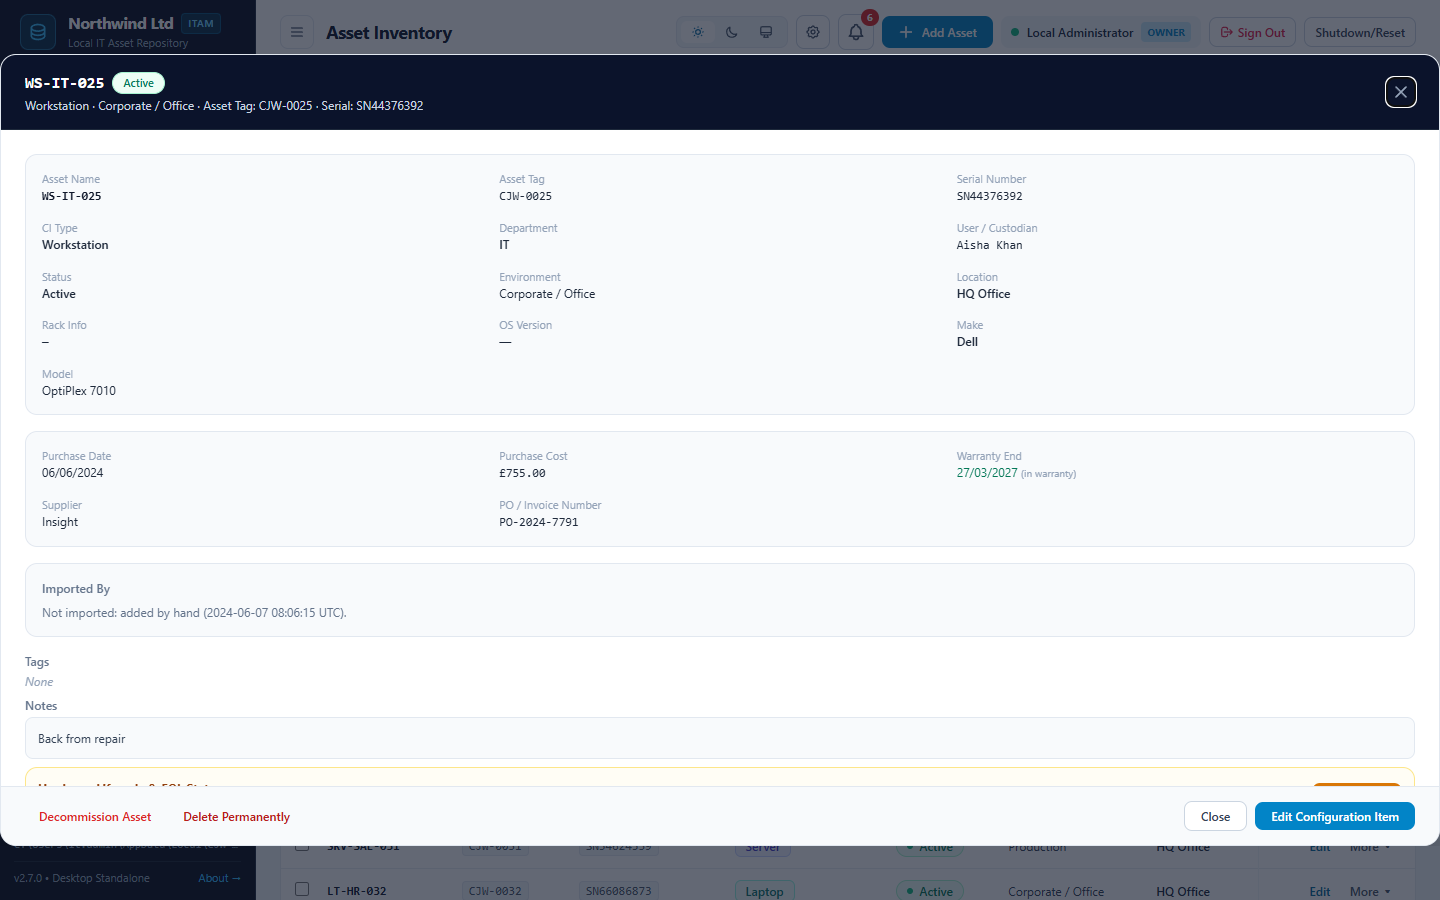 Northwind Ltd ITAM
Local IT Asset Repository
Asset Inventory
6
Add Asset
Local Administrator OWNER
Sign Out
Shutdown/Reset
WS-IT-025 Active
Workstation · Corporate / Office · Asset Tag: CJW-0025 · Serial: SN44376392
Asset Name
WS-IT-025
Asset Tag
CJW-0025
Serial Number
SN44376392
CI Type
Workstation
Department
IT
User / Custodian
Aisha Khan
Status
Active
Environment
Corporate / Office
Location
HQ Office
Rack Info
–
OS Version
—
Make
Dell
Model
OptiPlex 7010
Purchase Date
06/06/2024
Purchase Cost
£755.00
Warranty End
27/03/2027 (in warranty)
Supplier
Insight
PO / Invoice Number
PO-2024-7791
Imported By
Not imported: added by hand (2024-06-07 08:06:15 UTC).
Tags
None
Notes
Back from repair
Decommission Asset
Delete Permanently
Close
Edit Configuration Item
Server Active Production HQ Office Edit More
v2.7.0 • Desktop Standalone About →
LT-HR-032 CJW-0032 SN66086873 Laptop Active Corporate / Office HQ Office Edit More